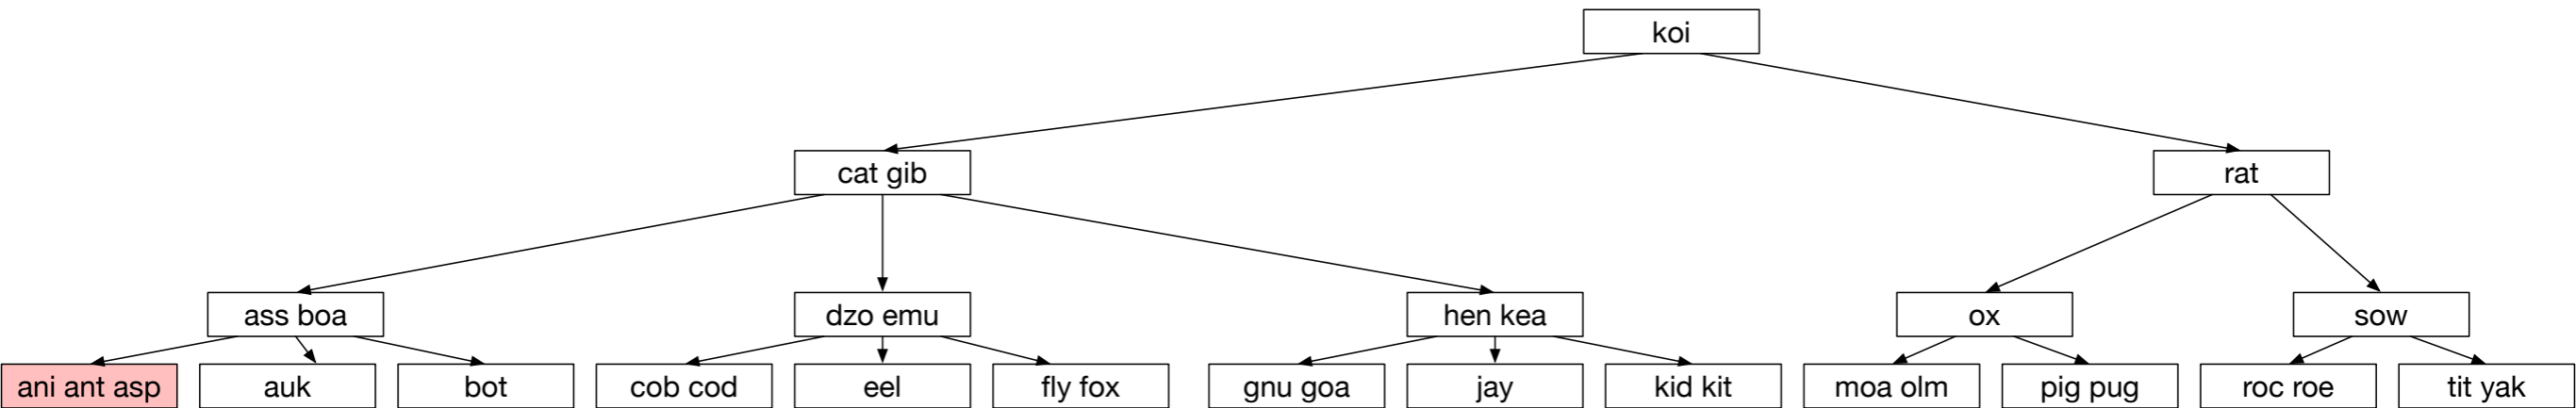 koi
cat gib
rat
ass boa
dzo emu
hen kea
ox
sow
ani ant asp
auk
bot
cob cod
eel
fly fox
gnu goa
jay
kid kit
moa olm
pig pug
roc roe
tit yak